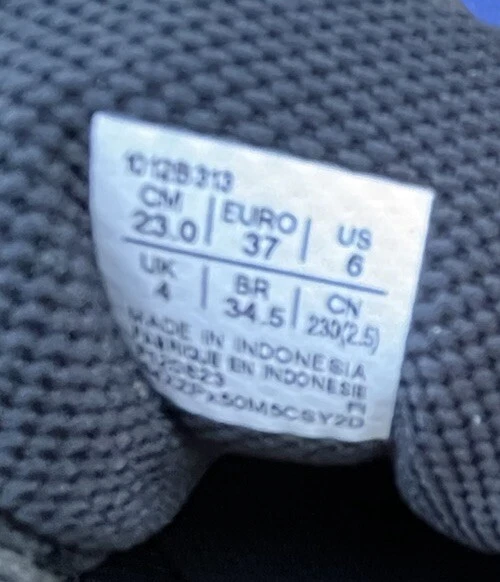 1012B313
CM | EURO | US
23.0 37 6
UK | BR | CN
4 34.5 230(2.5)
MADE IN INDONESIA
FABRIQUE EN INDONESIE
PI